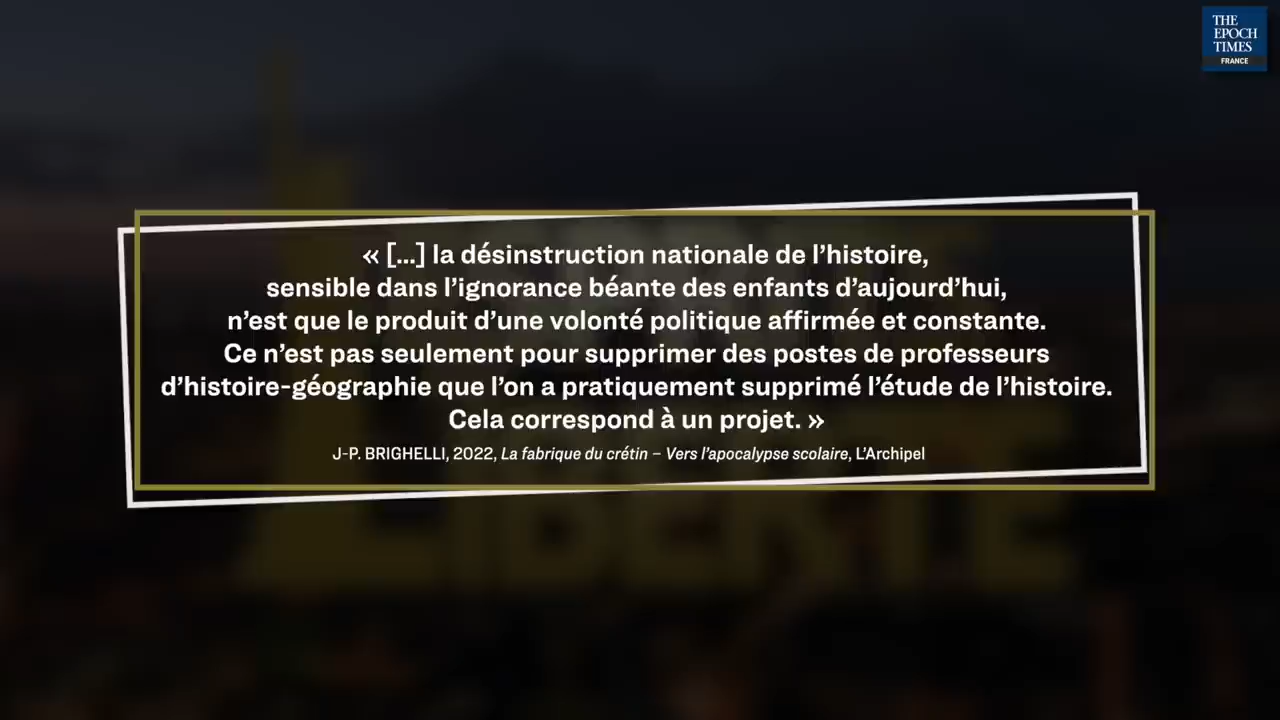 THE
EPOCH
TIMES
FRANCE
« [...] la désinstruction nationale de l’histoire,
sensible dans l’ignorance béante des enfants d’aujourd’hui,
n’est que le produit d’une volonté politique affirmée et constante.
Ce n’est pas seulement pour supprimer des postes de professeurs
d’histoire-géographie que l’on a pratiquement supprimé l’étude de l’histoire.
Cela correspond à un projet. »
J-P. BRIGHELLI, 2022, La fabrique du crétin – Vers l’apocalypse scolaire, L’Archipel
LIBERTÉ